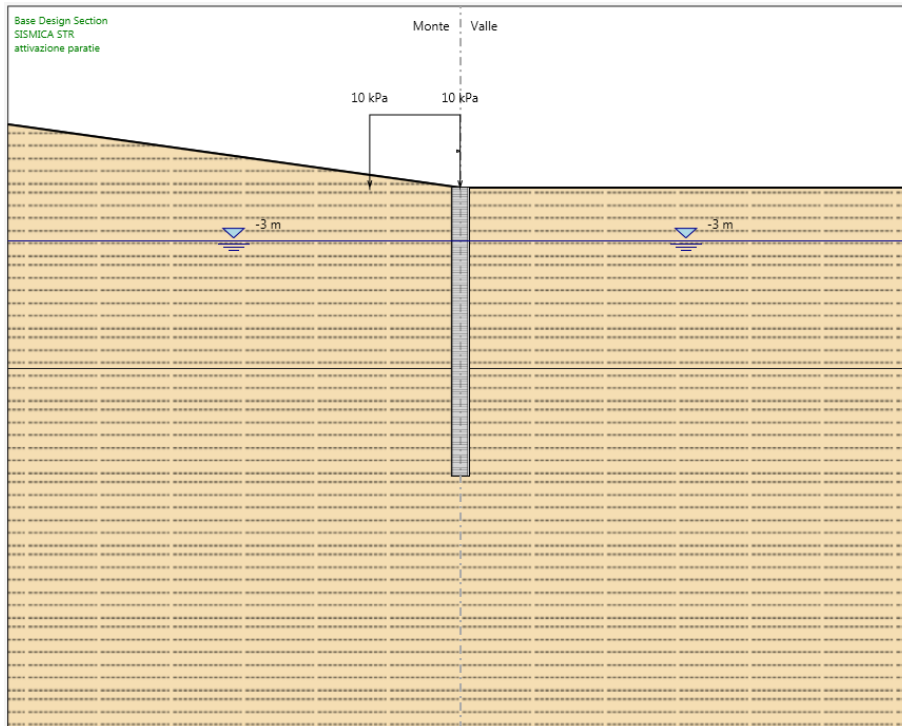 Base Design Section
SISMICA STR
attivazione paratie
Monte
Valle
10 kPa
10 kPa
-3 m
-3 m